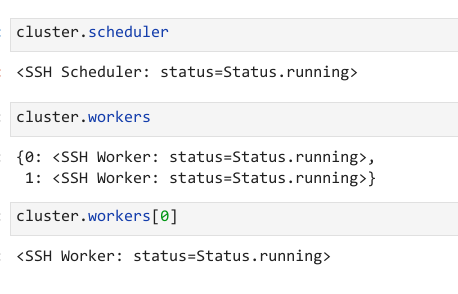 cluster.scheduler
<SSH Scheduler: status=Status.running>
cluster.workers
{0: <SSH Worker: status=Status.running>,
 1: <SSH Worker: status=Status.running>}
cluster.workers[0]
<SSH Worker: status=Status.running>